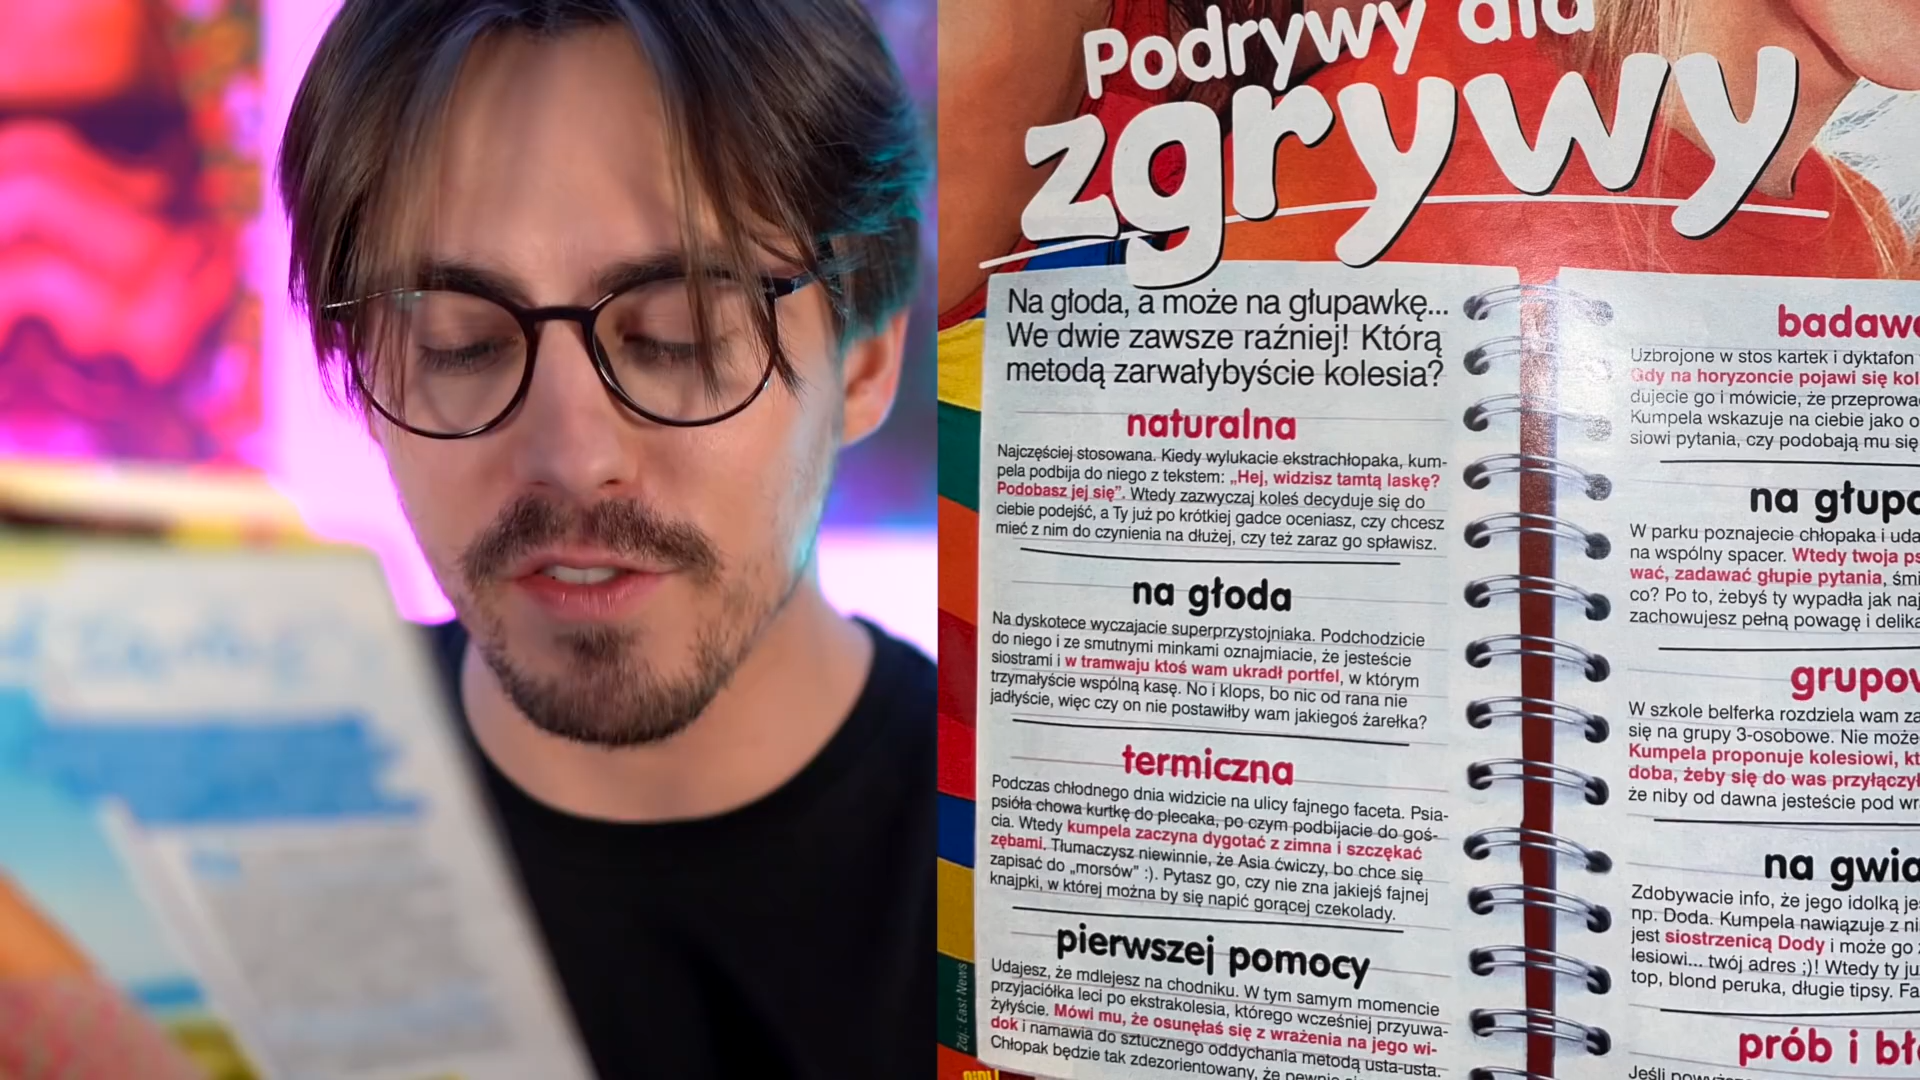 Podrywy dla
zgrywy
Na głoda, a może na głupawkę...
We dwie zawsze raźniej! Którą
metodą zarwałybyście kolesia?
naturalna
Najczęściej stosowana. Kiedy wylukacie ekstrachłopaka, kum-
pela podbija do niego z tekstem: „Hej, widzisz tamtą laskę?
Podobasz jej się”. Wtedy zazwyczaj koleś decyduje się do
ciebie podejść, a Ty już po krótkiej gadce oceniasz, czy chcesz
mieć z nim do czynienia na dłużej, czy też zaraz go spławisz.
na głoda
Na dyskotece wyczajacie superprzystojniaka. Podchodzicie
do niego i ze smutnymi minkami oznajmiacie, że jesteście
siostrami i w tramwaju ktoś wam ukradł portfel, w którym
trzymałyście wspólną kasę. No i klops, bo nic od rana nie
jadłyście, więc czy on nie postawiłby wam jakiegoś żarełka?
termiczna
Podczas chłodnego dnia widzicie na ulicy fajnego faceta. Psia-
psióła chowa kurtkę do plecaka, po czym podbijacie do goś-
cia. Wtedy kumpela zaczyna dygotać z zimna i szczękać
zębami. Tłumaczysz niewinnie, że Asia ćwiczy, bo chce się
zapisać do „morsów” :). Pytasz go, czy nie zna jakiejś fajnej
knajpki, w której można by się napić gorącej czekolady.
pierwszej pomocy
Udajesz, że mdlejesz na chodniku. W tym samym momencie
przyjaciółka leci po ekstrakolesia, którego wcześniej przyuwa-
żyłyście. Mówi mu, że osunęłaś się z wrażenia na jego wi-
dok i namawia do sztucznego oddychania metodą usta-usta.
Chłopak będzie tak zdezorientowany, że pewnie
Zdj.: East News
badawc
Uzbrojone w stos kartek i dyktafon
Gdy na horyzoncie pojawi się kol
dujecie go i mówicie, że przeprowa
Kumpela wskazuje na ciebie jako o
siowi pytania, czy podobają mu się
na głupa
W parku poznajecie chłopaka i uda
na wspólny spacer. Wtedy twoja ps
wać, zadawać głupie pytania, śmi
co? Po to, żebyś ty wypadła jak naj
zachowujesz pełną powagę i delika
grupow
W szkole belferka rozdziela wam za
się na grupy 3-osobowe. Nie może
Kumpela proponuje kolesiowi, kt
doba, żeby się do was przyłączył
że niby od dawna jesteście pod wr
na gwia
Zdobywacie info, że jego idolką je
np. Doda. Kumpela nawiązuje z ni
jest siostrzenicą Dody i może go z
lesiowi... twój adres ;)! Wtedy ty ju
top, blond peruka, długie tipsy. Fa
prób i bł
Jeśli powyż